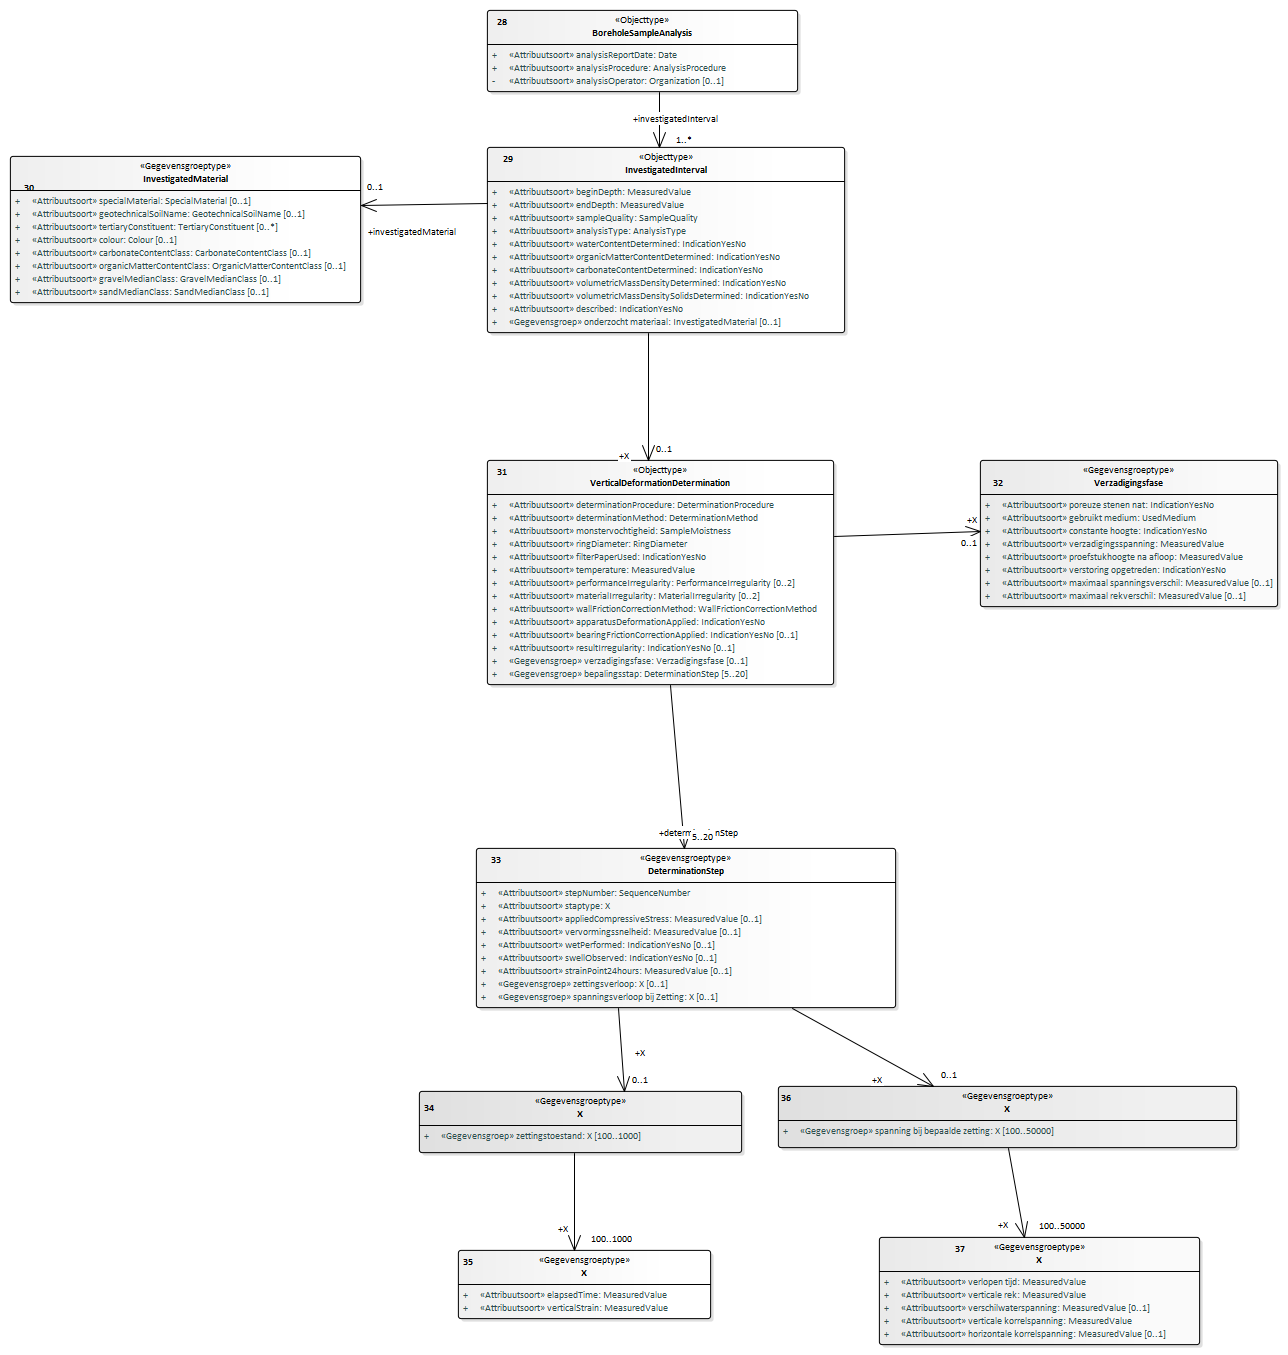 28
«Objecttype»
BoreholeSampleAnalysis
+ «Attribuutsoort» analysisReportDate: Date
+ «Attribuutsoort» analysisProcedure: AnalysisProcedure
- «Attribuutsoort» analysisOperator: Organization [0..1]
+investigatedInterval
1..*
29
«Objecttype»
InvestigatedInterval
+ «Attribuutsoort» beginDepth: MeasuredValue
+ «Attribuutsoort» endDepth: MeasuredValue
+ «Attribuutsoort» sampleQuality: SampleQuality
+ «Attribuutsoort» analysisType: AnalysisType
+ «Attribuutsoort» waterContentDetermined: IndicationYesNo
+ «Attribuutsoort» organicMatterContentDetermined: IndicationYesNo
+ «Attribuutsoort» carbonateContentDetermined: IndicationYesNo
+ «Attribuutsoort» volumetricMassDensityDetermined: IndicationYesNo
+ «Attribuutsoort» volumetricMassDensitySolidsDetermined: IndicationYesNo
+ «Attribuutsoort» described: IndicationYesNo
+ «Gegevensgroep» onderzocht materiaal: InvestigatedMaterial [0..1]
0..1
+investigatedMaterial
«Gegevensgroeptype»
InvestigatedMaterial
30
+ «Attribuutsoort» specialMaterial: SpecialMaterial [0..1]
+ «Attribuutsoort» geotechnicalSoilName: GeotechnicalSoilName [0..1]
+ «Attribuutsoort» tertiaryConstituent: TertiaryConstituent [0..*]
+ «Attribuutsoort» colour: Colour [0..1]
+ «Attribuutsoort» carbonateContentClass: CarbonateContentClass [0..1]
+ «Attribuutsoort» organicMatterContentClass: OrganicMatterContentClass [0..1]
+ «Attribuutsoort» gravelMedianClass: GravelMedianClass [0..1]
+ «Attribuutsoort» sandMedianClass: SandMedianClass [0..1]
0..1
+X
31
«Objecttype»
VerticalDeformationDetermination
+ «Attribuutsoort» determinationProcedure: DeterminationProcedure
+ «Attribuutsoort» determinationMethod: DeterminationMethod
+ «Attribuutsoort» monstervochtigheid: SampleMoistness
+ «Attribuutsoort» ringDiameter: RingDiameter
+ «Attribuutsoort» filterPaperUsed: IndicationYesNo
+ «Attribuutsoort» temperature: MeasuredValue
+ «Attribuutsoort» performanceIrregularity: PerformanceIrregularity [0..2]
+ «Attribuutsoort» materialIrregularity: MaterialIrregularity [0..2]
+ «Attribuutsoort» wallFrictionCorrectionMethod: WallFrictionCorrectionMethod
+ «Attribuutsoort» apparatusDeformationApplied: IndicationYesNo
+ «Attribuutsoort» bearingFrictionCorrectionApplied: IndicationYesNo [0..1]
+ «Attribuutsoort» resultIrregularity: IndicationYesNo [0..1]
+ «Gegevensgroep» verzadigingsfase: Verzadigingsfase [0..1]
+ «Gegevensgroep» bepalingsstap: DeterminationStep [5..20]
+X
0..1
«Gegevensgroeptype»
32 Verzadigingsfase
+ «Attribuutsoort» poreuze stenen nat: IndicationYesNo
+ «Attribuutsoort» gebruikt medium: UsedMedium
+ «Attribuutsoort» constante hoogte: IndicationYesNo
+ «Attribuutsoort» verzadigingsspanning: MeasuredValue
+ «Attribuutsoort» proefstukhoogte na afloop: MeasuredValue
+ «Attribuutsoort» verstoring opgetreden: IndicationYesNo
+ «Attribuutsoort» maximaal spanningsverschil: MeasuredValue [0..1]
+ «Attribuutsoort» maximaal rekverschil: MeasuredValue [0..1]
5..20
33
«Gegevensgroeptype»
DeterminationStep
+ «Attribuutsoort» stepNumber: SequenceNumber
+ «Attribuutsoort» staptype: X
+ «Attribuutsoort» appliedCompressiveStress: MeasuredValue [0..1]
+ «Attribuutsoort» vervormingssnelheid: MeasuredValue [0..1]
+ «Attribuutsoort» wetPerformed: IndicationYesNo [0..1]
+ «Attribuutsoort» swellObserved: IndicationYesNo [0..1]
+ «Attribuutsoort» strainPoint24hours: MeasuredValue [0..1]
+ «Gegevensgroep» zettingsverloop: X [0..1]
+ «Gegevensgroep» spanningsverloop bij Zetting: X [0..1]
+X
0..1
+X
0..1
34
«Gegevensgroeptype»
X
+ «Gegevensgroep» zettingstoestand: X [100..1000]
36
«Gegevensgroeptype»
X
+ «Gegevensgroep» spanning bij bepaalde zetting: X [100..50000]
+X
100..1000
+X
100..50000
35
«Gegevensgroeptype»
X
+ «Attribuutsoort» elapsedTime: MeasuredValue
+ «Attribuutsoort» verticalStrain: MeasuredValue
37
«Gegevensgroeptype»
X
+ «Attribuutsoort» verlopen tijd: MeasuredValue
+ «Attribuutsoort» verticale rek: MeasuredValue
+ «Attribuutsoort» verschilwaterspanning: MeasuredValue [0..1]
+ «Attribuutsoort» verticale korrelspanning: MeasuredValue
+ «Attribuutsoort» horizontale korrelspanning: MeasuredValue [0..1]